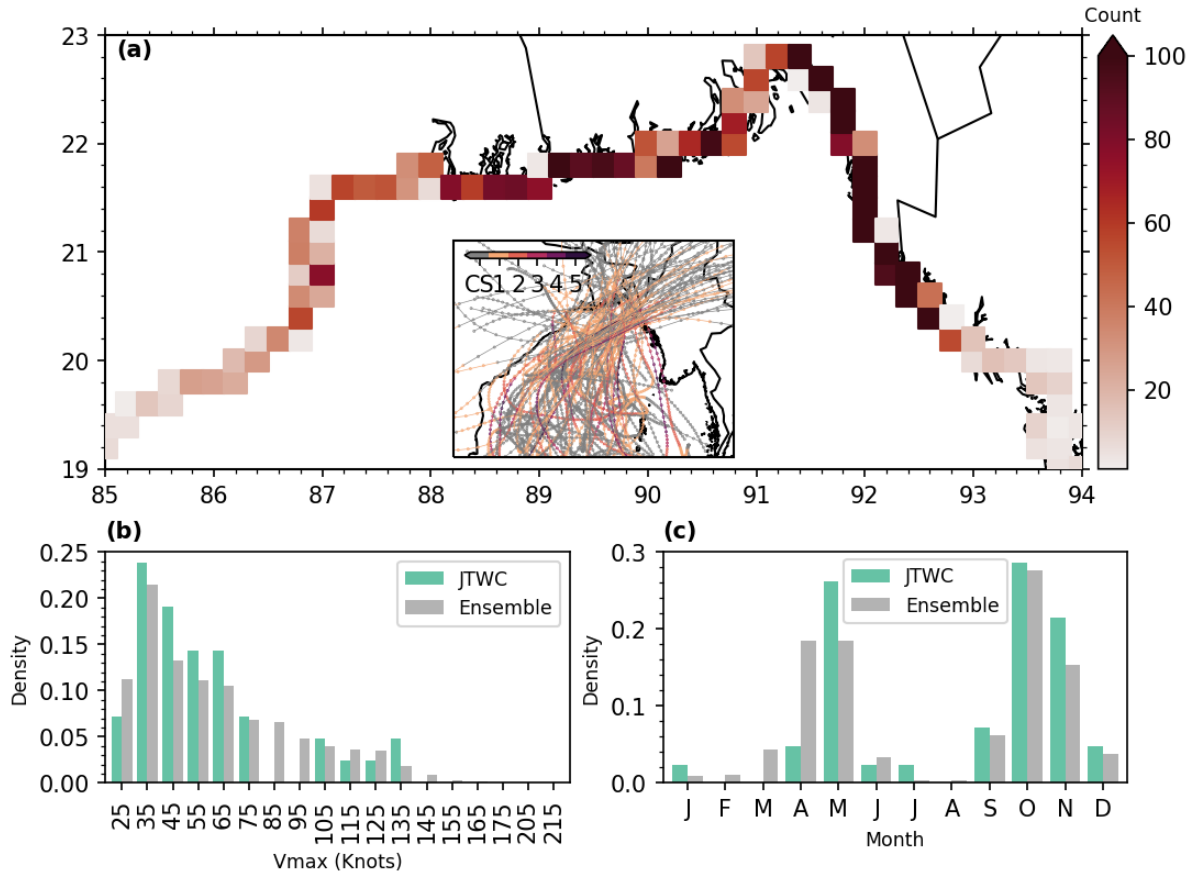 Count
(a)
23
22
21
20
19
100
80
60
40
20
CS 1 2 3 4 5
85 86 87 88 89 90 91 92 93 94
(b) (c)
Density
0.25
0.20
0.15
0.10
0.05
0.00
JTWC
Ensemble
25 35 45 55 65 75 85 95 105 115 125 135 145 155 165 175 205 215
Vmax (Knots)
Density
0.3
0.2
0.1
0.0
JTWC
Ensemble
J F M A M J J A S O N D
Month